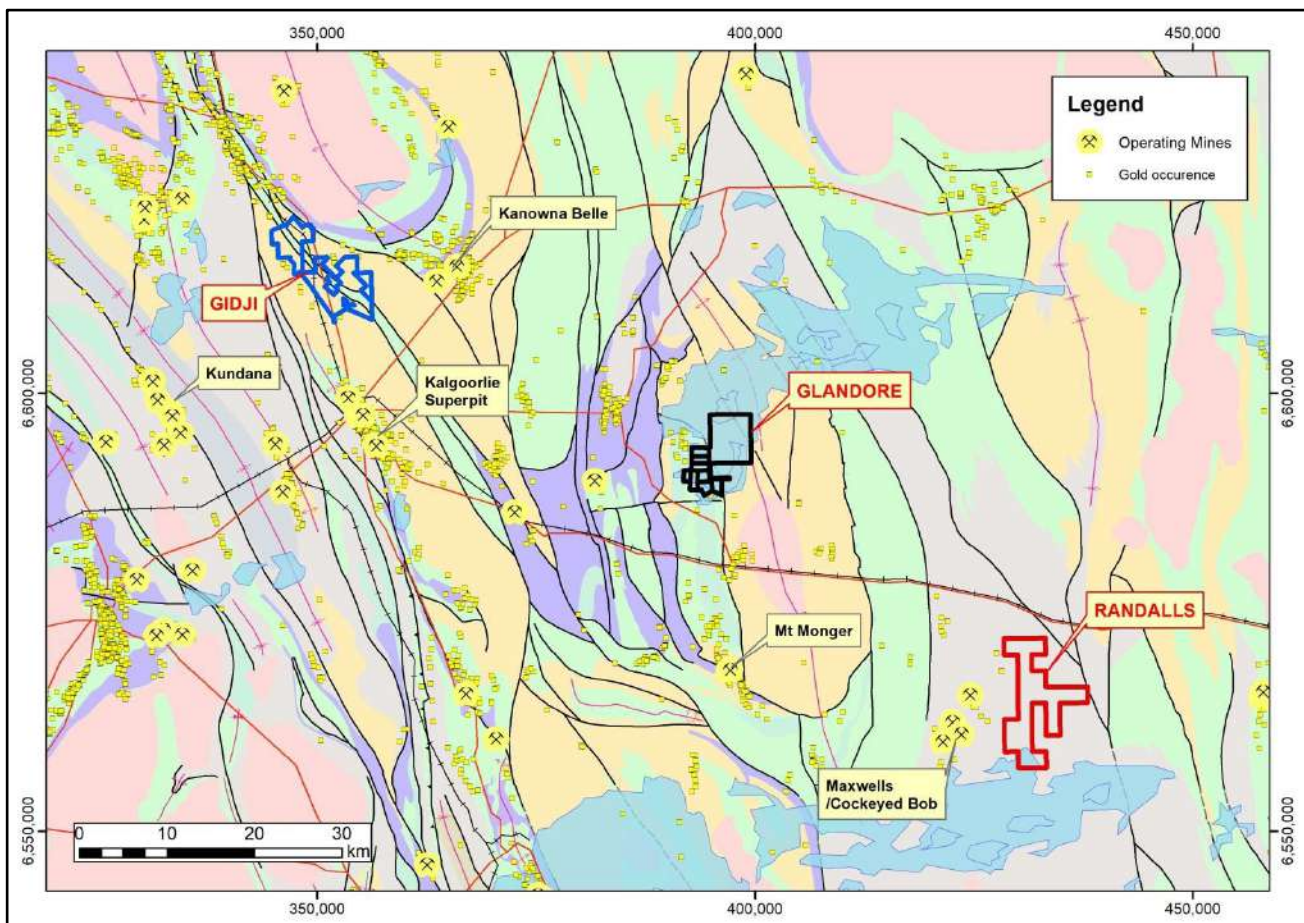 350,000
400,000
450,000
Legend
Operating Mines
Gold occurence
Kanowna Belle
GIDJI
Kundana
Kalgoorlie
Superpit
GLANDORE
6,600,000
6,600,000
RANDALLS
Mt Monger
Maxwells
/Cockeyed Bob
6,550,000
6,550,000
0 10 20 30
km
350,000
400,000
450,000